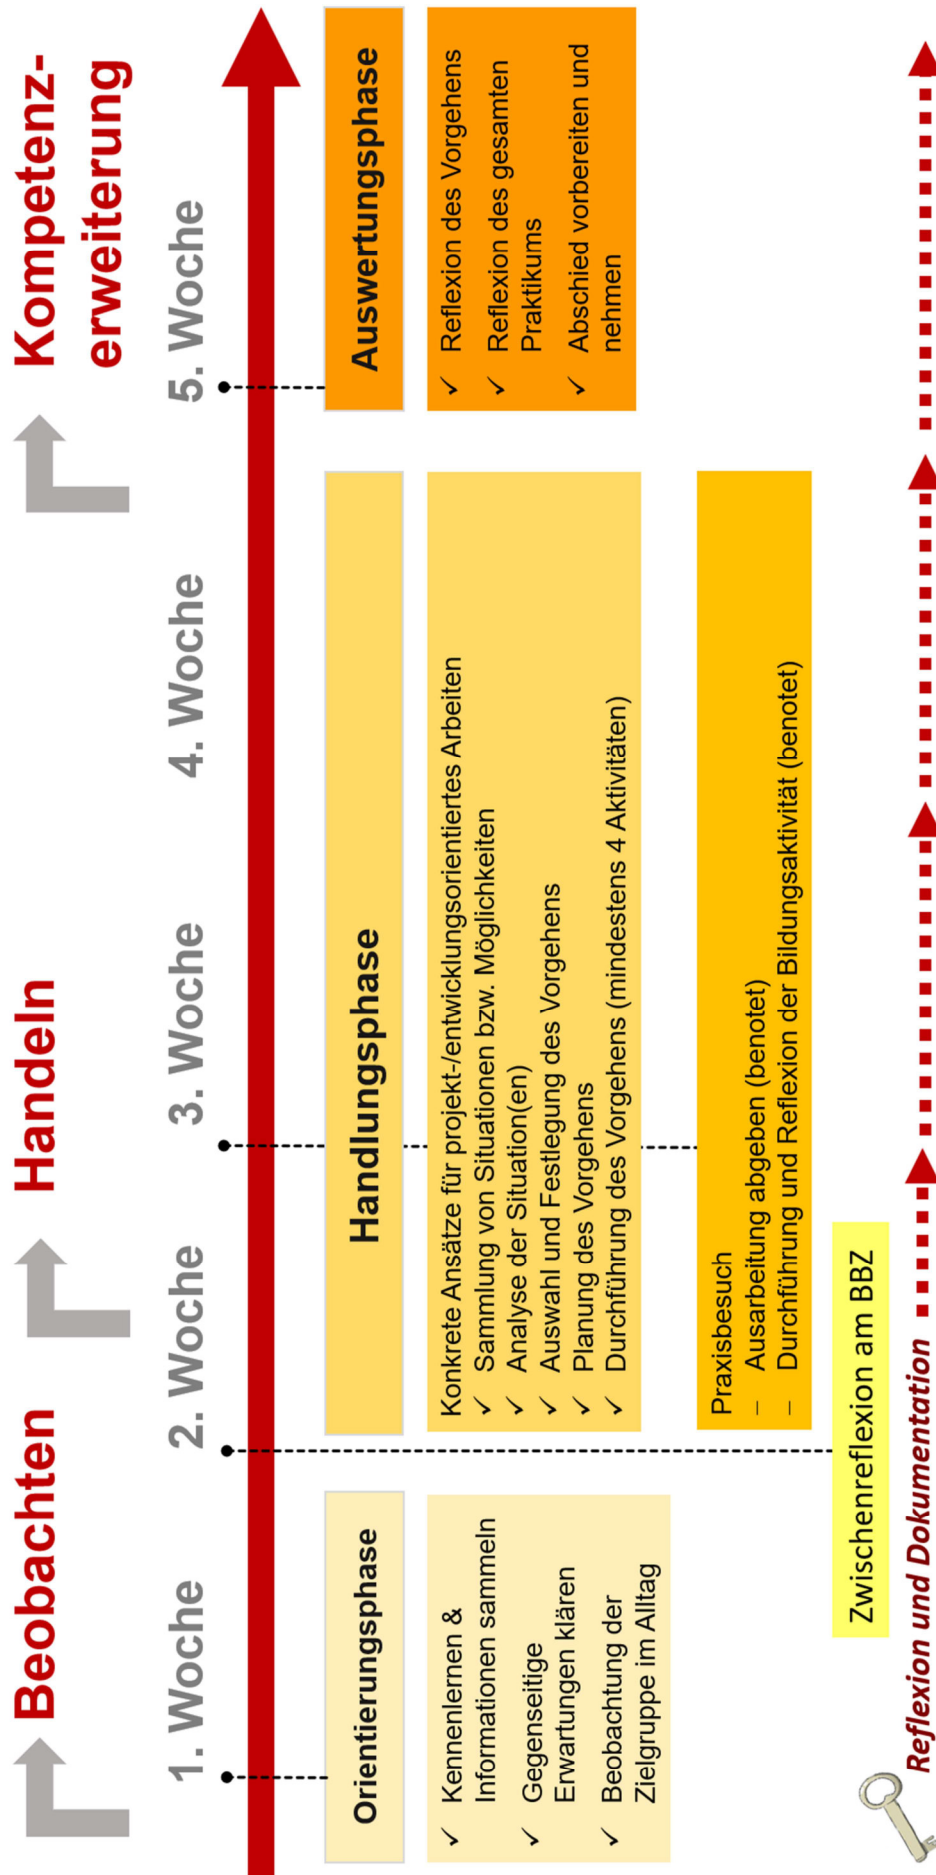 Beobachten
Handeln
Kompetenz-
erweiterung
1. Woche
2. Woche
3. Woche
4. Woche
5. Woche
Orientierungsphase
✓ Kennenlernen &
Informationen sammeln
✓ Gegenseitige
Erwartungen klären
✓ Beobachtung der
Zielgruppe im Alltag
Handlungsphase
Konkrete Ansätze für projekt-/entwicklungsorientiertes Arbeiten
✓ Sammlung von Situationen bzw. Möglichkeiten
✓ Analyse der Situation(en)
✓ Auswahl und Festlegung des Vorgehens
✓ Planung des Vorgehens
✓ Durchführung des Vorgehens (mindestens 4 Aktivitäten)
Praxisbesuch
– Ausarbeitung abgeben (benotet)
– Durchführung und Reflexion der Bildungsaktivität (benotet)
Auswertungsphase
✓ Reflexion des Vorgehens
✓ Reflexion des gesamten
Praktikums
✓ Abschied vorbereiten und
nehmen
Zwischenreflexion am BBZ
Reflexion und Dokumentation